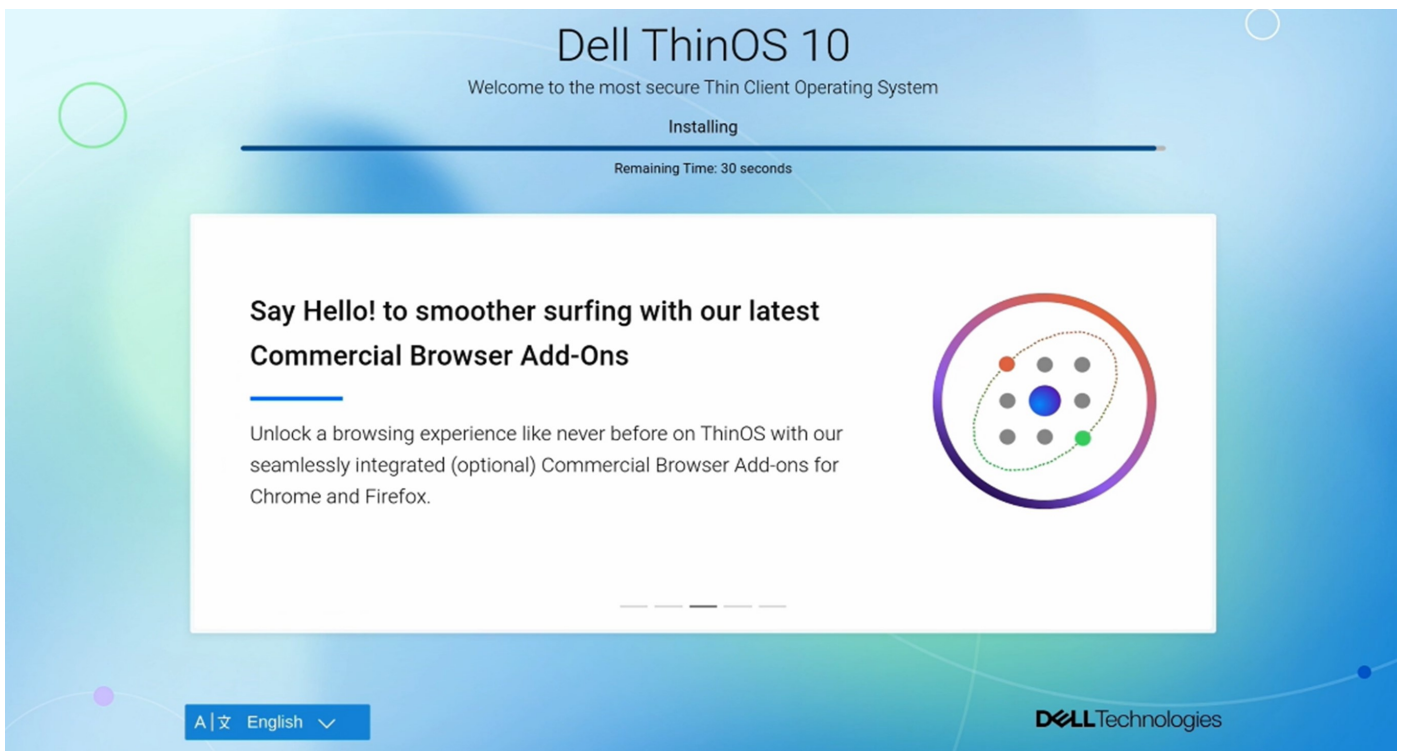 Dell ThinOS 10
Welcome to the most secure Thin Client Operating System
Installing
Remaining Time: 30 seconds
Say Hello! to smoother surfing with our latest
Commercial Browser Add-Ons
Unlock a browsing experience like never before on ThinOS with our
seamlessly integrated (optional) Commercial Browser Add-ons for
Chrome and Firefox.
A|文 English
DELLTechnologies